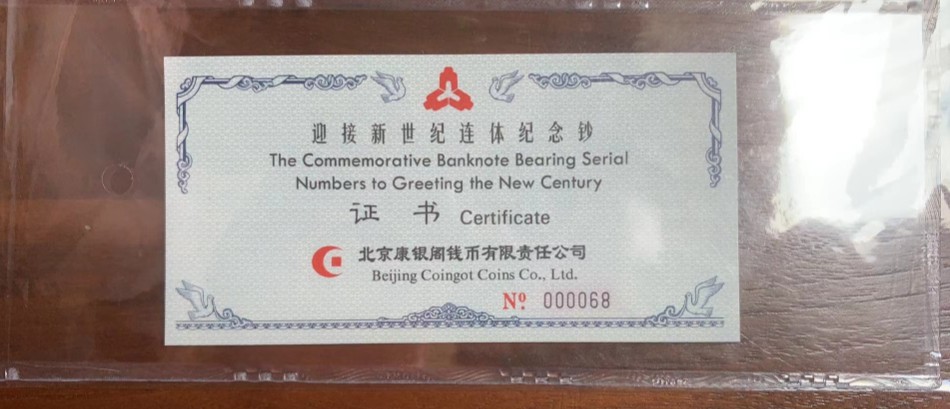 迎接新世纪连体纪念钞
The Commemorative Banknote Bearing Serial
Numbers to Greeting the New Century
证书 Certificate
北京康银阁钱币有限责任公司
Beijing Coingot Coins Co., Ltd.
Nº 000068